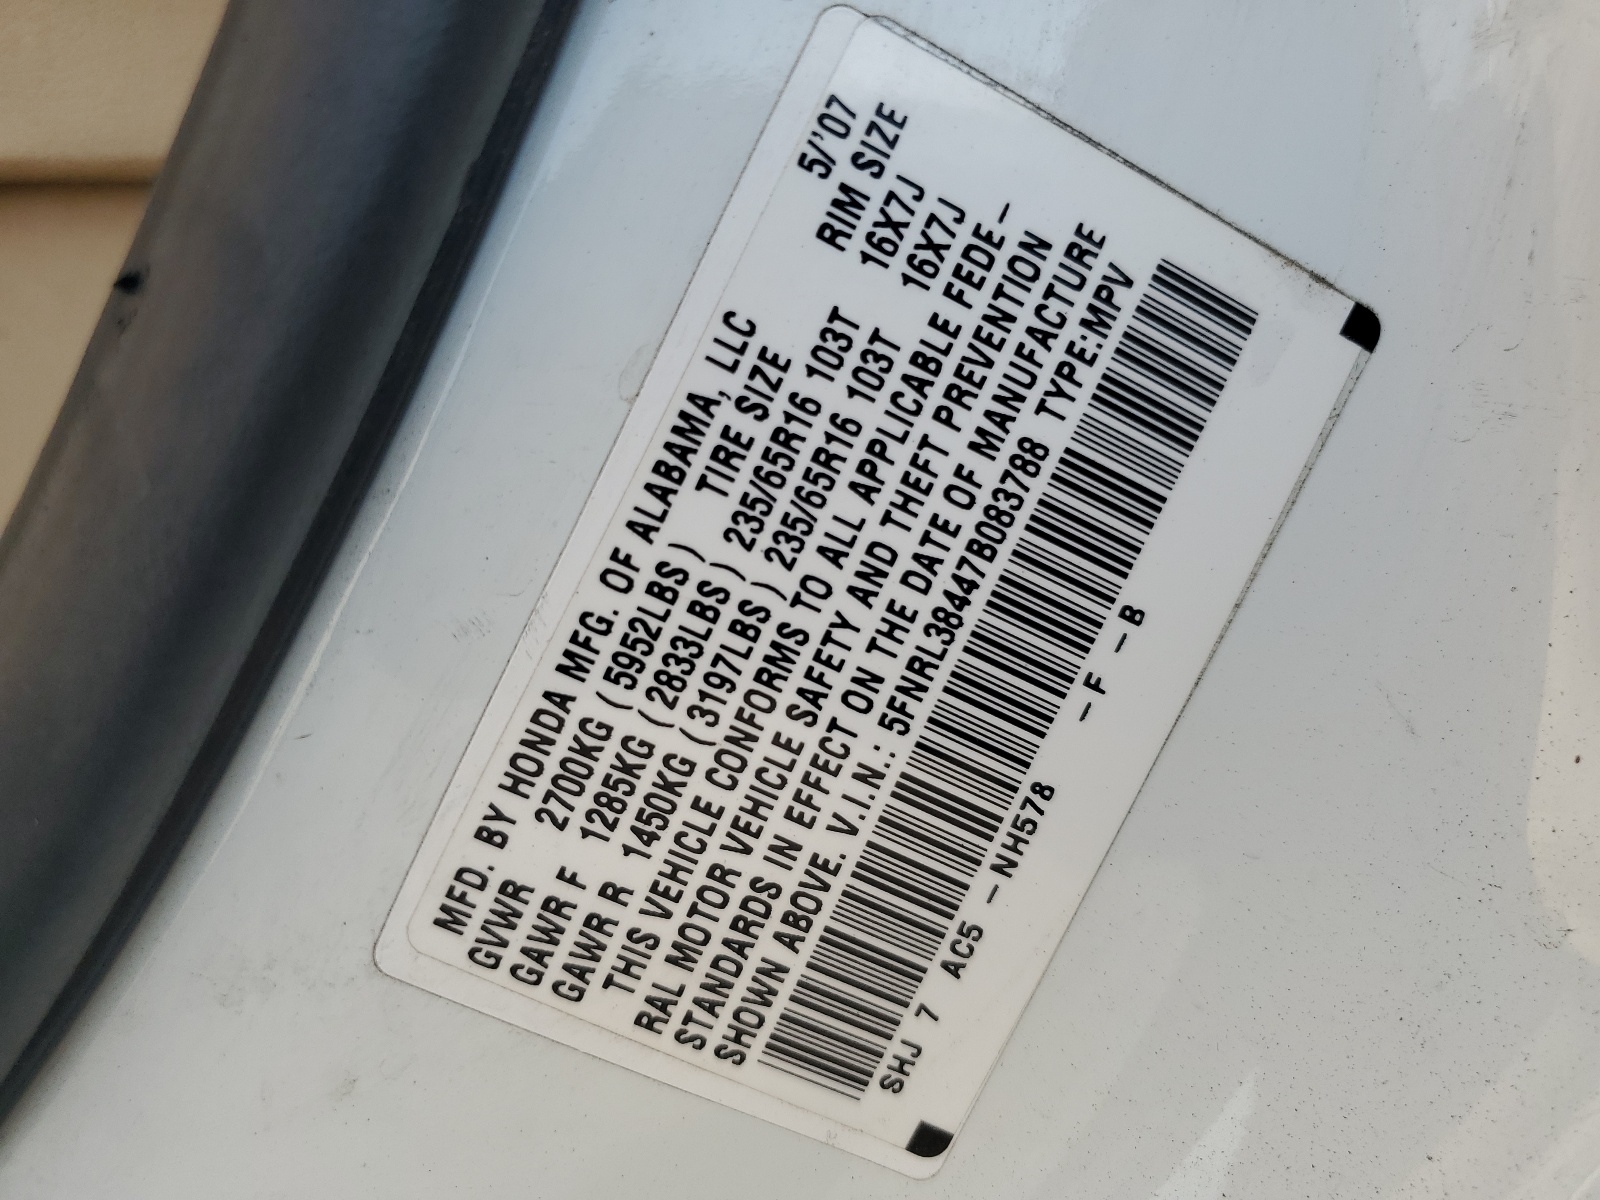 MFD. BY HONDA MFG. OF ALABAMA, LLC 5/'07
GVWR 2700KG ( 5952LBS ) TIRE SIZE RIM SIZE
GAWR F 1285KG ( 2833LBS ) 235/65R16 103T 16X7J
GAWR R 1450KG ( 3197LBS ) 235/65R16 103T 16X7J
THIS VEHICLE CONFORMS TO ALL APPLICABLE FEDE-
RAL MOTOR VEHICLE SAFETY AND THEFT PREVENTION
STANDARDS IN EFFECT ON THE DATE OF MANUFACTURE
SHOWN ABOVE. V.I.N.: 5FNRL38447B083788 TYPE:MPV
SHJ 7 AC5 -NH578 -F -B